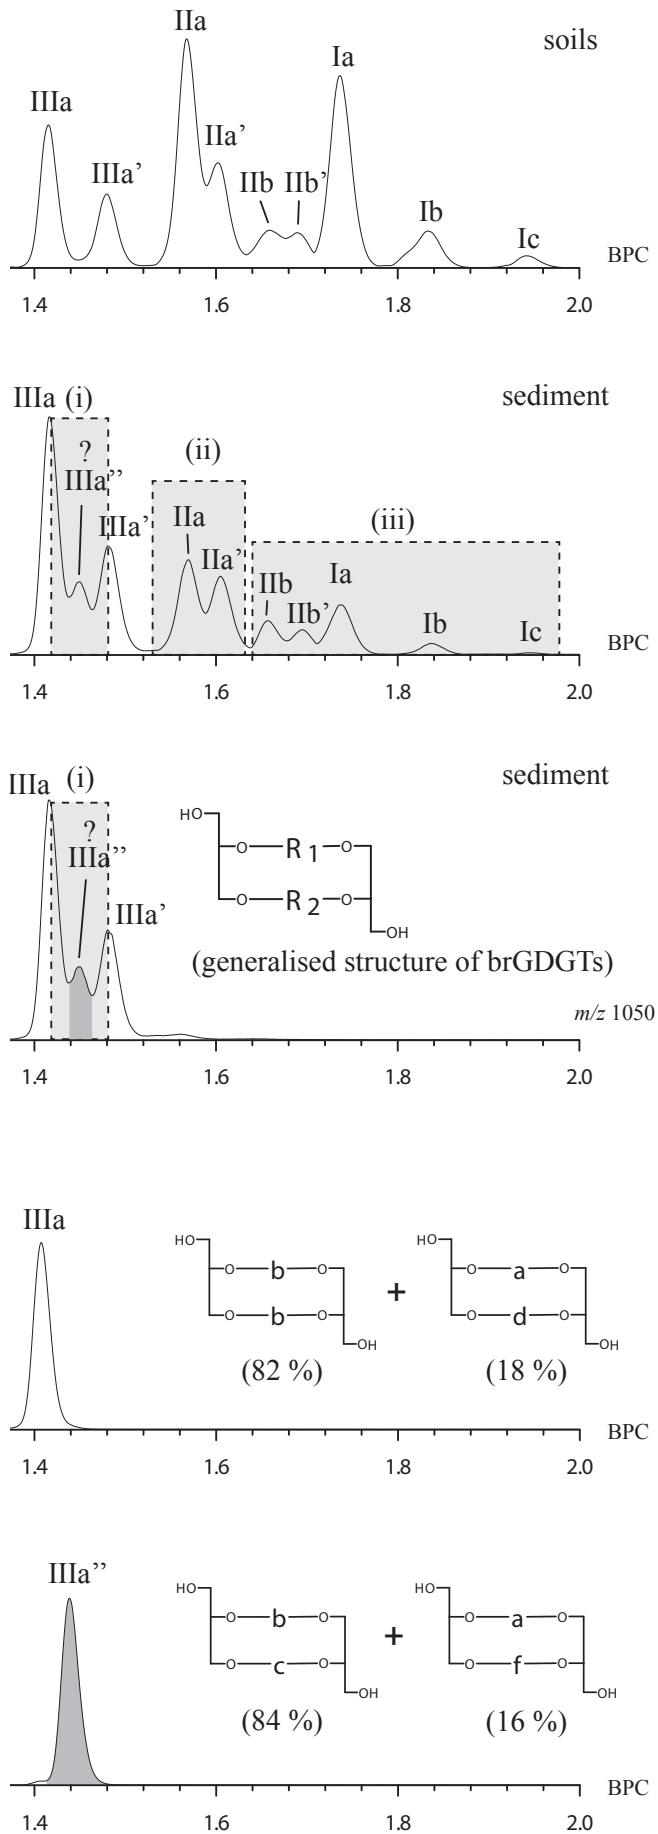 soils
IIa
Ia
IIIa
IIa’
IIIa’
IIb
IIb’
Ib
Ic
BPC
1.4 1.6 1.8 2.0
sediment
IIIa (i)
?
IIIa’’
IIIa’
(ii)
IIa
IIa’
(iii)
IIb
IIb’
Ia
Ib
Ic
BPC
1.4 1.6 1.8 2.0
sediment
IIIa (i)
?
IIIa’’
IIIa’
HO
O R 1 O
O R 2 O
OH
(generalised structure of brGDGTs)
m/z 1050
1.4 1.6 1.8 2.0
IIIa
HO
O b O
O b O
OH
(82 %)
+
HO
O a O
O d O
OH
(18 %)
BPC
1.4 1.6 1.8 2.0
IIIa’’
HO
O b O
O c O
OH
(84 %)
+
HO
O a O
O f O
OH
(16 %)
BPC
1.4 1.6 1.8 2.0